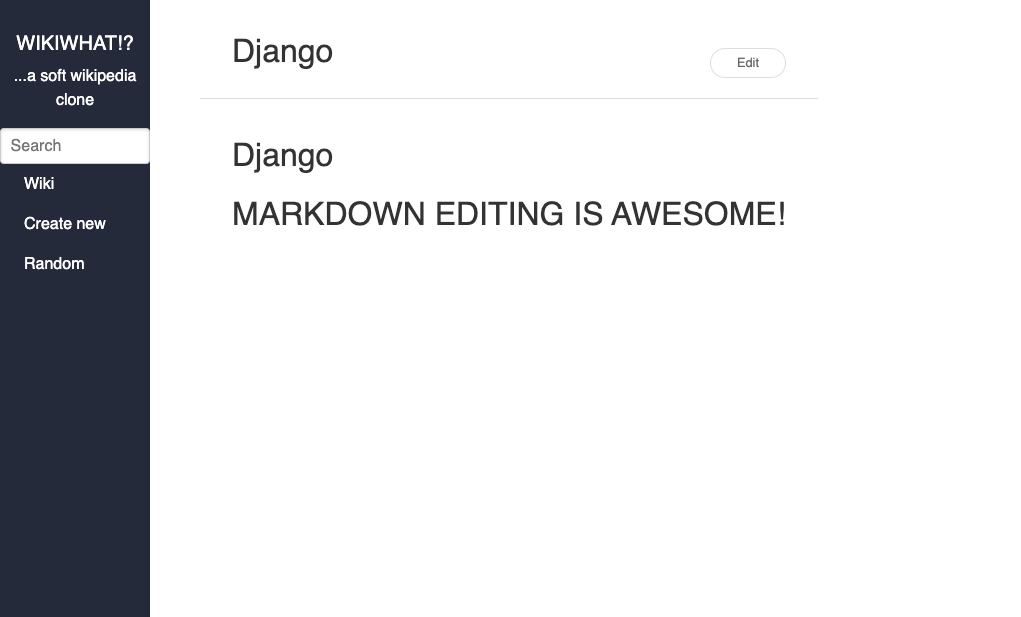 WIKIWHAT!?
...a soft wikipedia
clone
Search
Wiki
Create new
Random
Django
Edit
Django
MARKDOWN EDITING IS AWESOME!